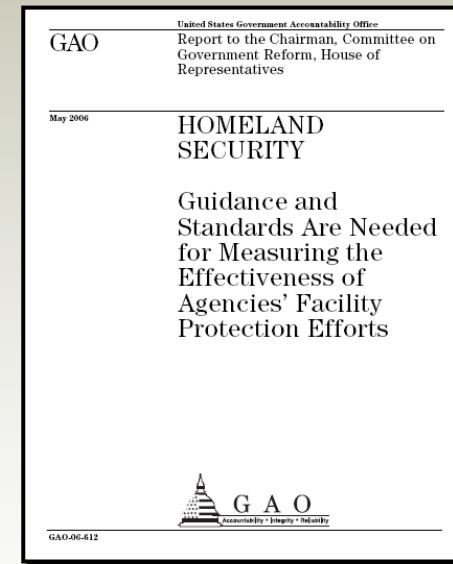 United States Government Accountability Office
GAO
Report to the Chairman, Committee on
Government Reform, House of
Representatives
May 2006
HOMELAND
SECURITY
Guidance and
Standards Are Needed
for Measuring the
Effectiveness of
Agencies' Facility
Protection Efforts
G A O
Accountability * Integrity * Reliability
GAO-06-612